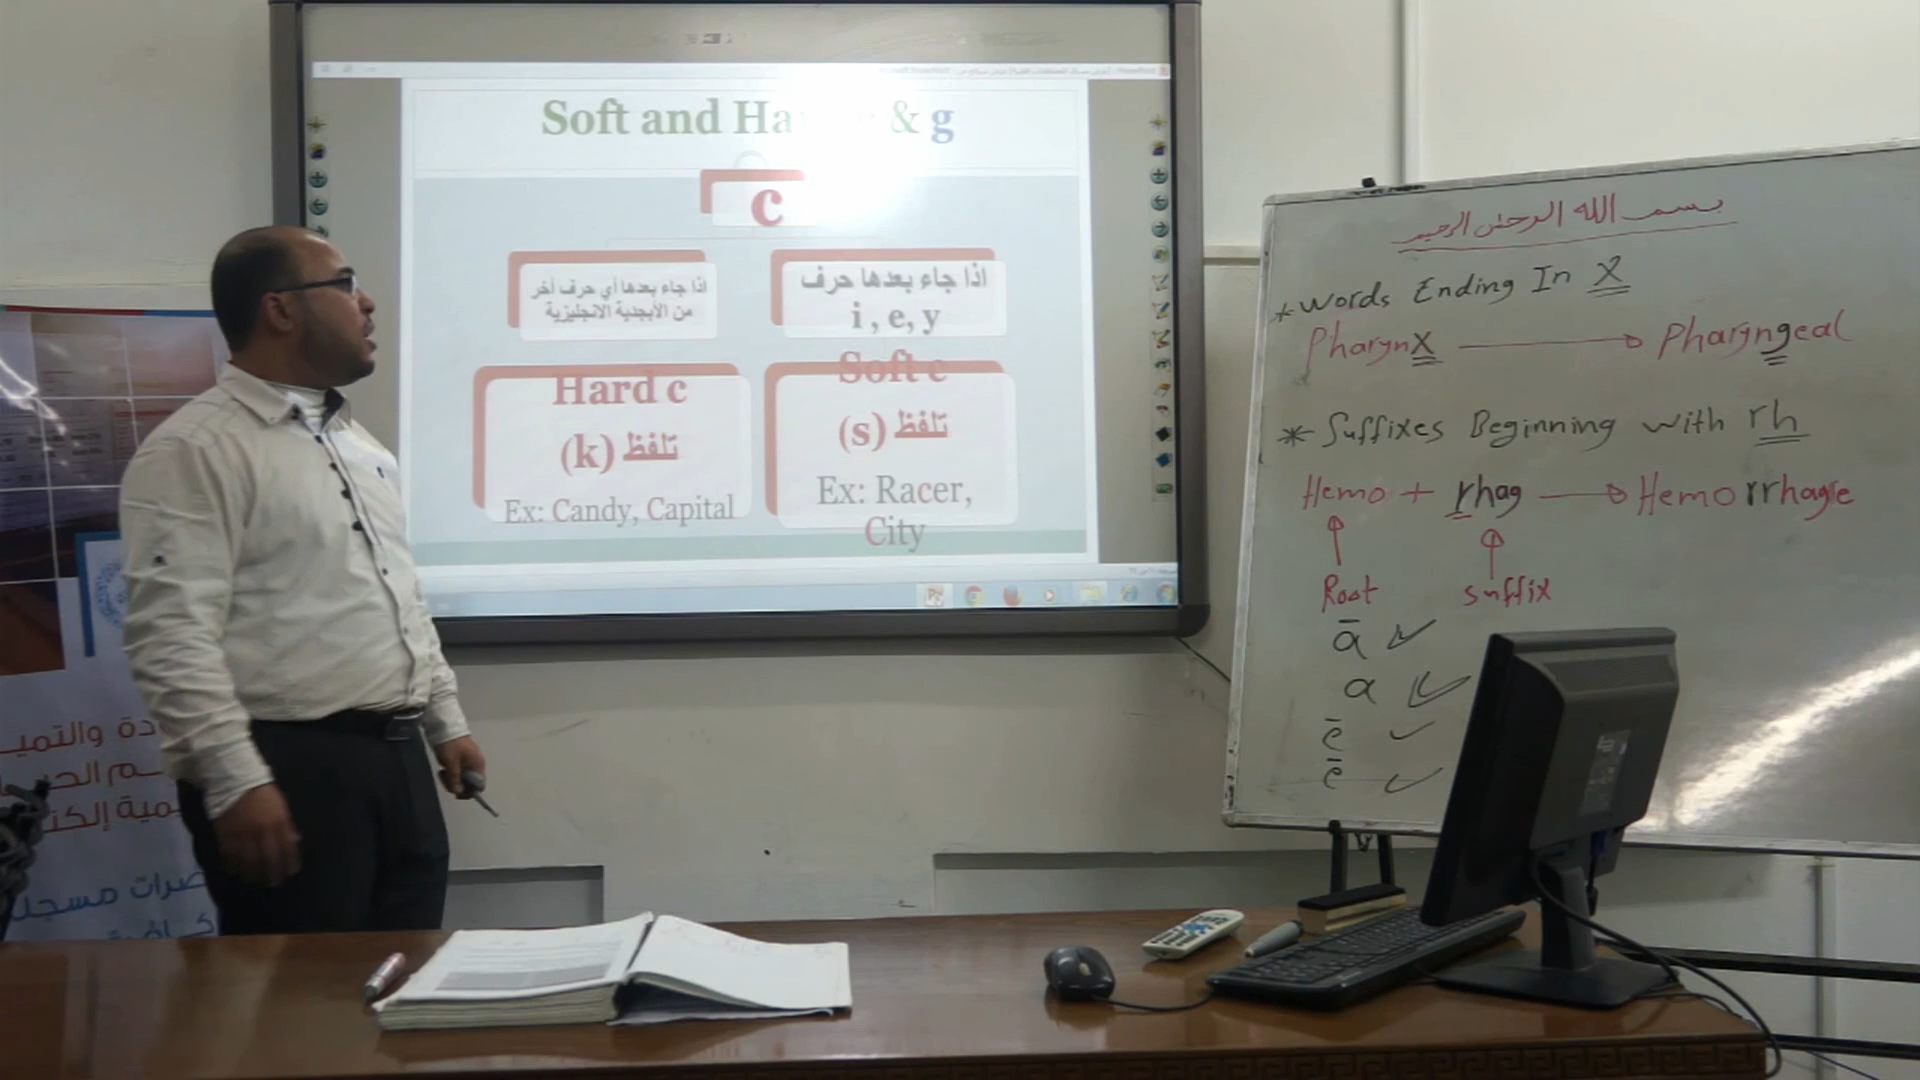 Soft and Ha & g
c
اذا جاء بعدها أي حرف أخر
من الأبجدية الانجليزية
اذا جاء بعدها حرف
i , e, y
Hard c
تلفظ (k)
Ex: Candy, Capital
Soft c
تلفظ (s)
Ex: Racer,
City
بسم الله الرحمن الرحيم
* Words Ending In X
Pharynx → Pharyngeal
* Suffixes Beginning with rh
Hemo + rhag → Hemorrhage
Root suffix
ā ✓
a ✓
ē ✓
ē ✓